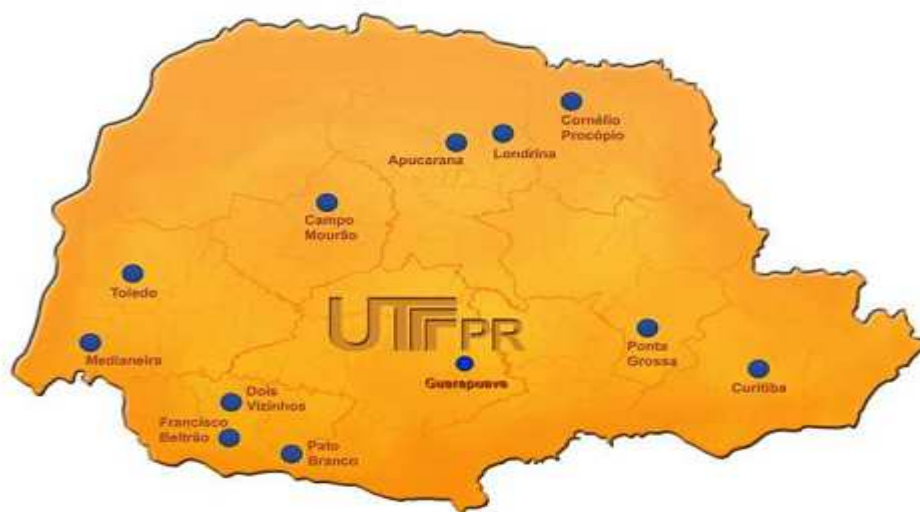 Cornélio
Procópio
Londrina
Apucarana
Campo
Mourão
Toledo
UTFPR
Medianeira
Ponta
Grossa
Guarapuava
Curitiba
Dois
Vizinhos
Francisco
Beltrão
Pato
Branco